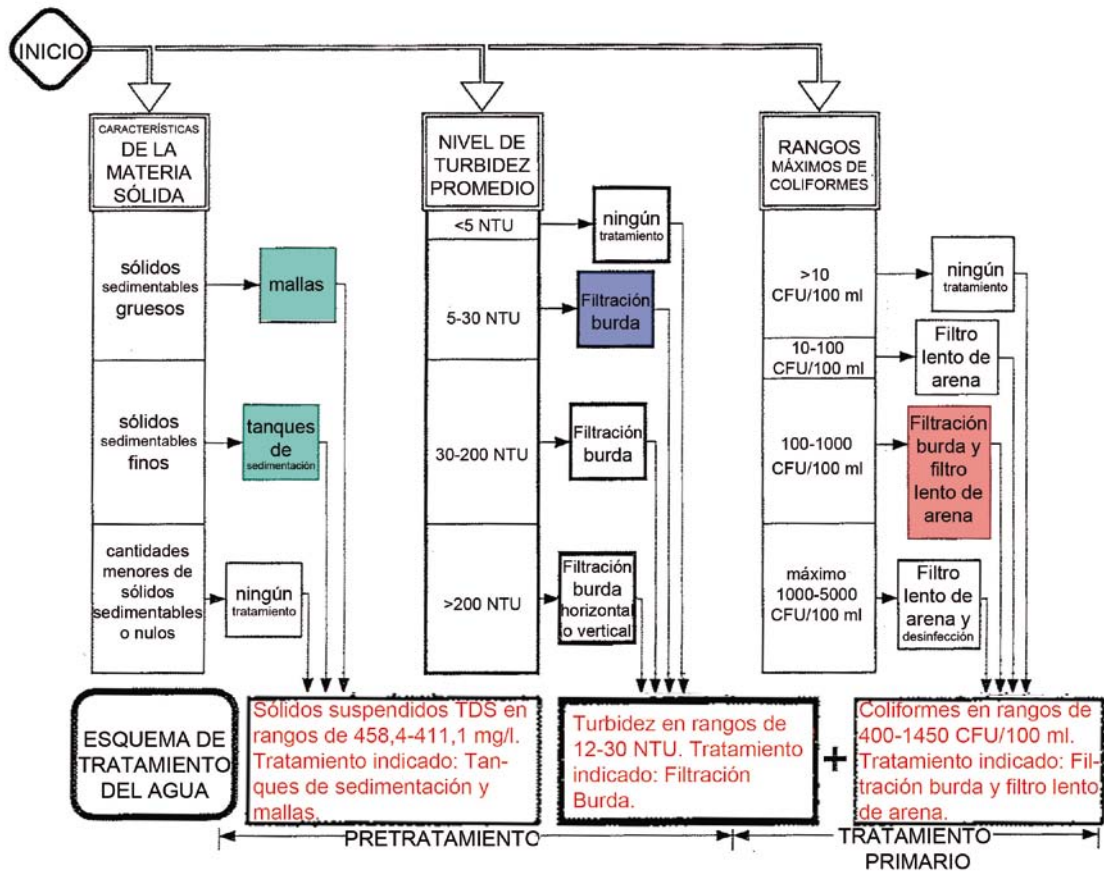 INICIO
CARACTERÍSTICAS
DE LA
MATERIA
SÓLIDA
sólidos
sedimentables
gruesos
mallas
sólidos
sedimentables
finos
tanques
de
sedimentación
cantidades
menores de
sólidos
sedimentables
o nulos
ningún
tratamiento
NIVEL DE
TURBIDEZ
PROMEDIO
<5 NTU
ningún
tratamiento
5-30 NTU
Filtración
burda
30-200 NTU
Filtración
burda
>200 NTU
Filtración
burda
horizontal
o vertical
RANGOS
MÁXIMOS DE
COLIFORMES
>10
CFU/100 ml
ningún
tratamiento
10-100
CFU/100 ml
Filtro
lento de
arena
100-1000
CFU/100 ml
Filtración
burda y
filtro
lento de
arena
máximo
1000-5000
CFU/100 ml
Filtro
lento de
arena y
desinfección
ESQUEMA DE
TRATAMIENTO
DEL AGUA
Sólidos suspendidos TDS en
rangos de 458,4-411,1 mg/l.
Tratamiento indicado: Tan-
ques de sedimentación y
mallas.
Turbidez en rangos de
12-30 NTU. Tratamiento
indicado: Filtración
Burda.
+
Coliformes en rangos de
400-1450 CFU/100 ml.
Tratamiento indicado: Fil-
tración burda y filtro lento
de arena.
PRETRATAMIENTO
TRATAMIENTO
PRIMARIO